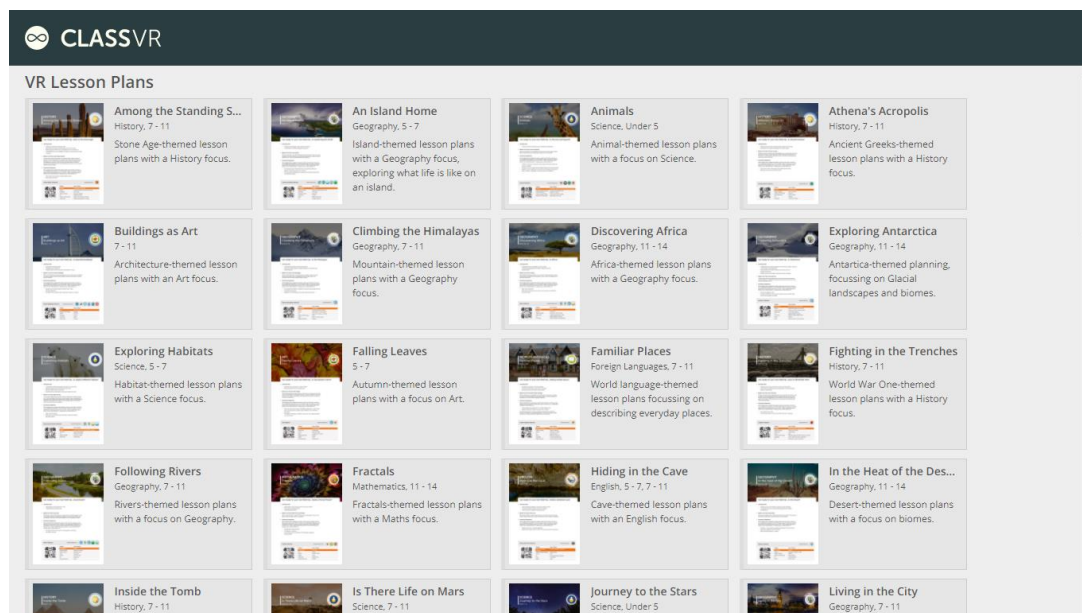 CLASSVR
VR Lesson Plans
Among the Standing S...
History, 7 - 11
Stone Age-themed lesson
plans with a History focus.
An Island Home
Geography, 5 - 7
Island-themed lesson plans
with a Geography focus,
exploring what life is like on
an island.
Animals
Science, Under 5
Animal-themed lesson plans
with a focus on Science.
Athena's Acropolis
History, 7 - 11
Ancient Greeks-themed
lesson plans with a History
focus.
Buildings as Art
7 - 11
Architecture-themed lesson
plans with an Art focus.
Climbing the Himalayas
Geography, 7 - 11
Mountain-themed lesson
plans with a Geography
focus.
Discovering Africa
Geography, 11 - 14
Africa-themed lesson plans
with a Geography focus.
Exploring Antarctica
Geography, 11 - 14
Antartica-themed planning,
focussing on Glacial
landscapes and biomes.
Exploring Habitats
Science, 5 - 7
Habitat-themed lesson plans
with a Science focus.
Falling Leaves
5 - 7
Autumn-themed lesson
plans with a focus on Art.
Familiar Places
Foreign Languages, 7 - 11
World language-themed
lesson plans focussing on
describing everyday places.
Fighting in the Trenches
History, 7 - 11
World War One-themed
lesson plans with a History
focus.
Following Rivers
Geography, 7 - 11
Rivers-themed lesson plans
with a focus on Geography.
Fractals
Mathematics, 11 - 14
Fractals-themed lesson plans
with a Maths focus.
Hiding in the Cave
English, 5 - 7, 7 - 11
Cave-themed lesson plans
with an English focus.
In the Heat of the Des...
Geography, 11 - 14
Desert-themed lesson plans
with a focus on biomes.
Inside the Tomb
History, 7 - 11
Is There Life on Mars
Science, 7 - 11
Journey to the Stars
Science, Under 5
Living in the City
Geography, 7 - 11